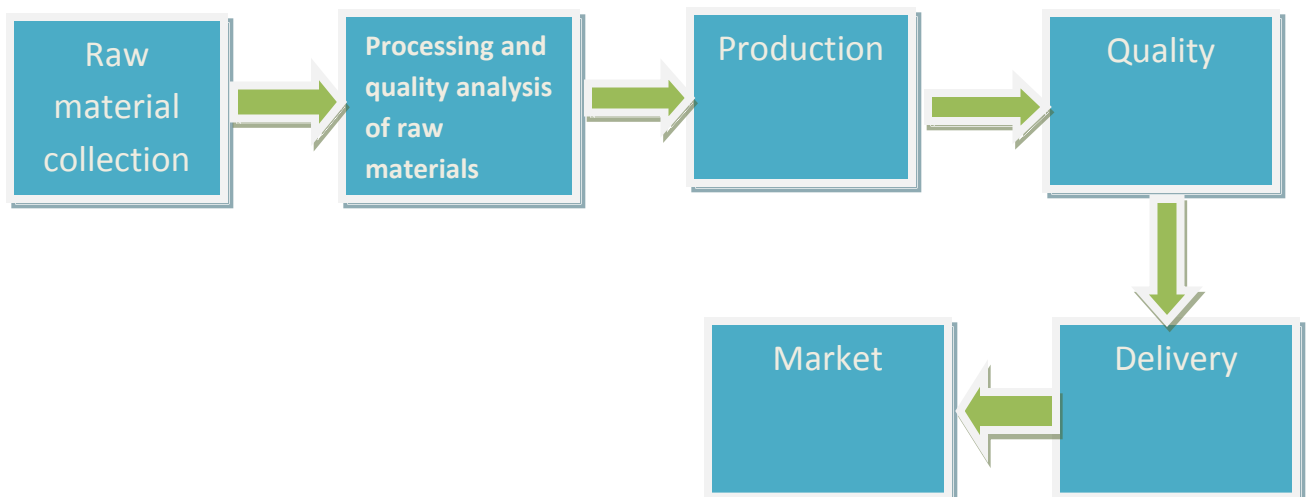 Raw
material
collection
Processing and
quality analysis
of raw
materials
Production
Quality
Market
Delivery